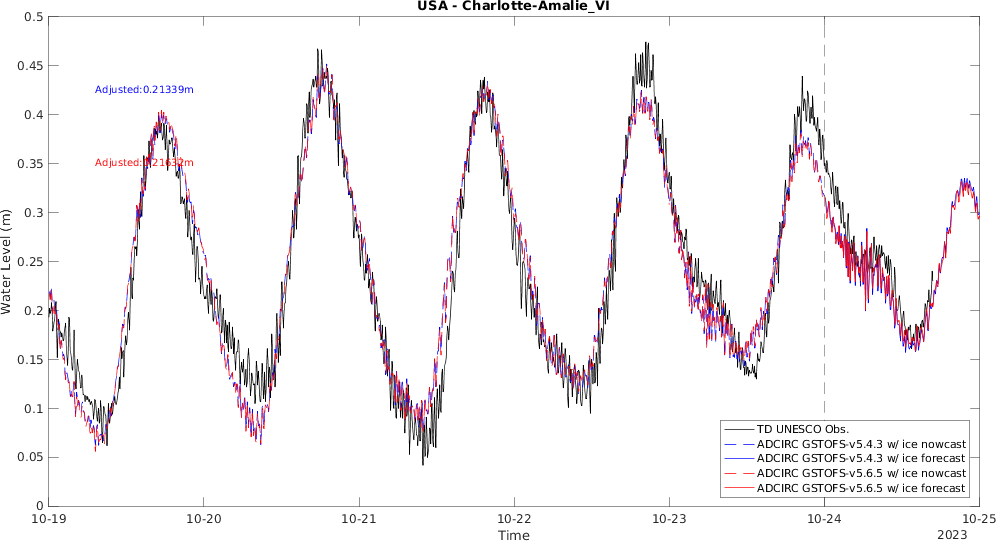 USA - Charlotte-Amalie_VI
0.5
0.45
0.4
0.35
0.3
0.25
0.2
0.15
0.1
0.05
0
Water Level (m)
Adjusted:0.21339m
Adjusted:0.21632m
TD UNESCO Obs.
ADCIRC GSTOFS-v5.4.3 w/ ice nowcast
ADCIRC GSTOFS-v5.4.3 w/ ice forecast
ADCIRC GSTOFS-v5.6.5 w/ ice nowcast
ADCIRC GSTOFS-v5.6.5 w/ ice forecast
10-19 10-20 10-21 10-22 10-23 10-24 10-25
Time
2023